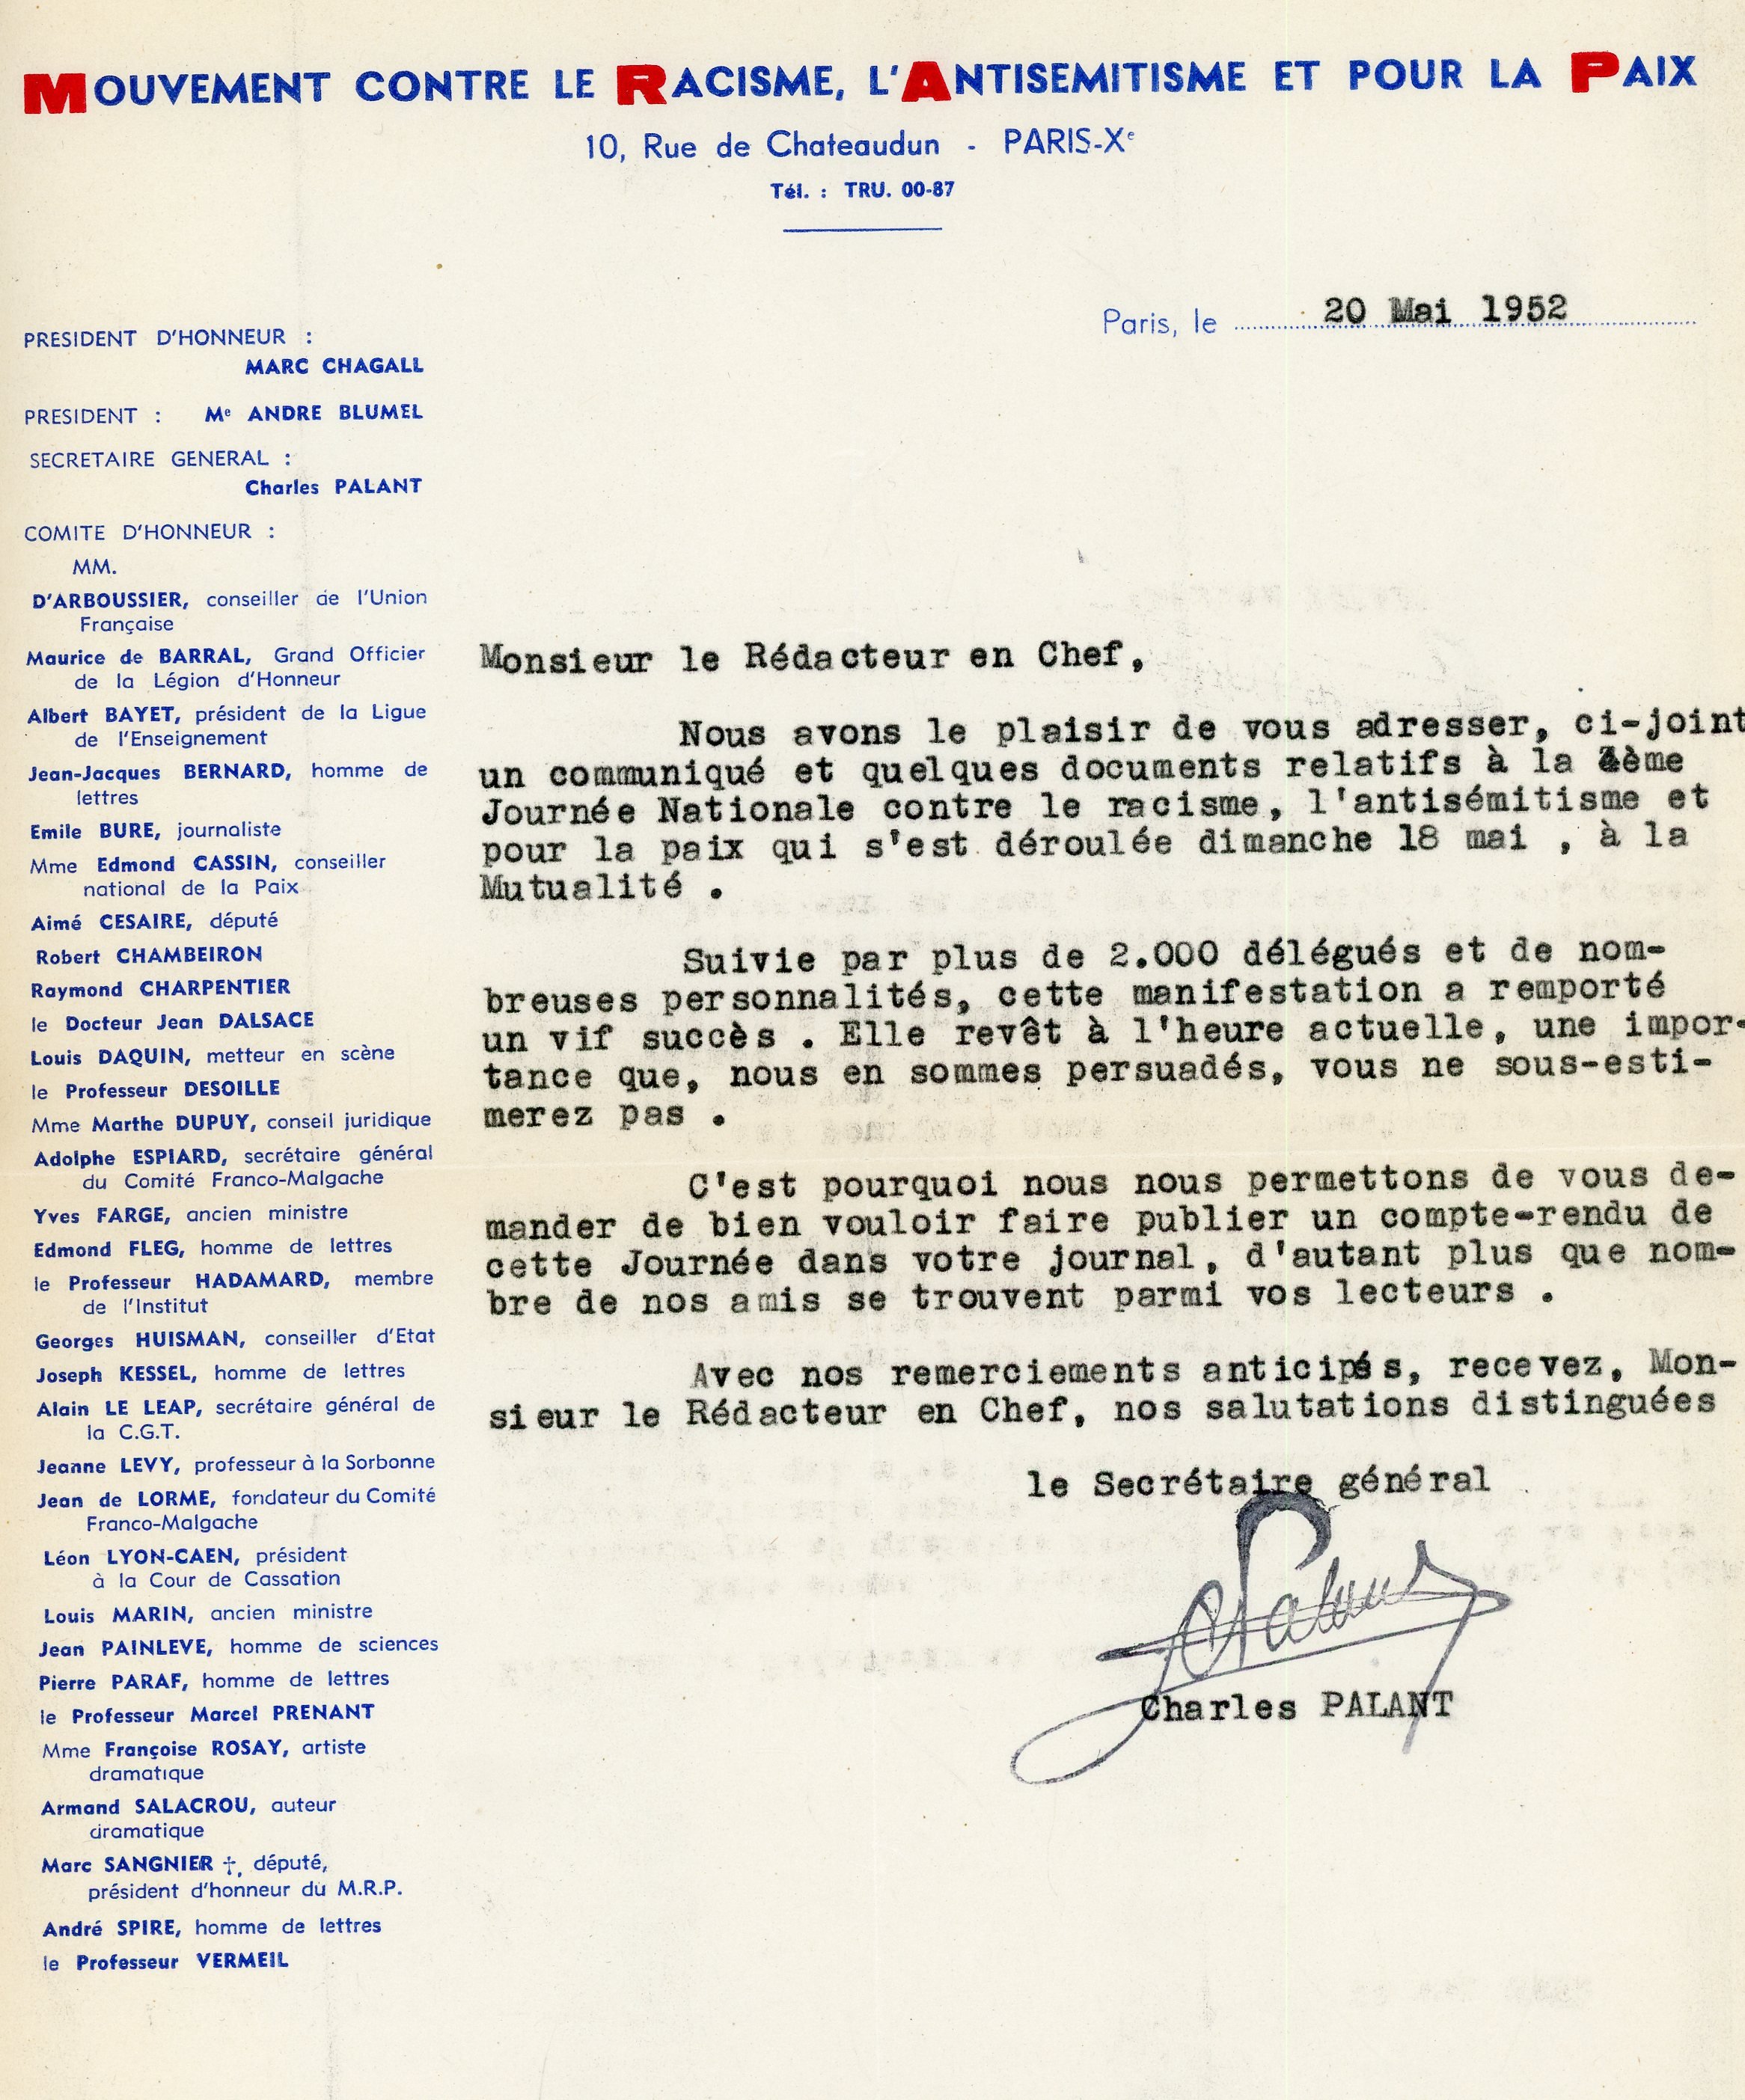 MOUVEMENT CONTRE LE RACISME, L'ANTISEMITISME ET POUR LA PAIX
10, Rue de Chateaudun - PARIS-Xe
Tél. : TRU. 00-87
Paris, le 20 Mai 1952
PRESIDENT D'HONNEUR :
MARC CHAGALL
PRESIDENT : Me ANDRE BLUMEL
SECRETAIRE GENERAL :
Charles PALANT
COMITE D'HONNEUR :
MM.
D'ARBOUSSIER, conseiller de l'Union
Française
Maurice de BARRAL, Grand Officier
de la Légion d'Honneur
Albert BAYET, président de la Ligue
de l'Enseignement
Jean-Jacques BERNARD, homme de
lettres
Emile BURE, journaliste
Mme Edmond CASSIN, conseiller
national de la Paix
Aimé CESAIRE, député
Robert CHAMBEIRON
Raymond CHARPENTIER
le Docteur Jean DALSACE
Louis DAQUIN, metteur en scène
le Professeur DESOILLE
Mme Marthe DUPUY, conseil juridique
Adolphe ESPIARD, secrétaire général
du Comité Franco-Malgache
Yves FARGE, ancien ministre
Edmond FLEG, homme de lettres
le Professeur HADAMARD, membre
de l'Institut
Georges HUISMAN, conseiller d'Etat
Joseph KESSEL, homme de lettres
Alain LE LEAP, secrétaire général de
la C.G.T.
Jeanne LEVY, professeur à la Sorbonne
Jean de LORME, fondateur du Comité
Franco-Malgache
Léon LYON-CAEN, président
à la Cour de Cassation
Louis MARIN, ancien ministre
Jean PAINLEVE, homme de sciences
Pierre PARAF, homme de lettres
le Professeur Marcel PRENANT
Mme Françoise ROSAY, artiste
dramatique
Armand SALACROU, auteur
dramatique
Marc SANGNIER †, député,
président d'honneur du M.R.P.
André SPIRE, homme de lettres
le Professeur VERMEIL
Monsieur le Rédacteur en Chef,
Nous avons le plaisir de vous adresser, ci-joint
un communiqué et quelques documents relatifs à la
Journée Nationale contre le racisme, l'antisémitisme et
pour la paix qui s'est déroulée dimanche 18 mai , à la
Mutualité .
Suivie par plus de 2.000 délégués et de nom-
breuses personnalités, cette manifestation a remporté
un vif succès . Elle revêt à l'heure actuelle, une impor-
tance que, nous en sommes persuadés, vous ne sous-esti-
merez pas .
C'est pourquoi nous nous permettons de vous de-
mander de bien vouloir faire publier un compte-rendu de
cette Journée dans votre journal, d'autant plus que nom-
bre de nos amis se trouvent parmi vos lecteurs .
Avec nos remerciements anticipés, recevez, Mon-
sieur le Rédacteur en Chef, nos salutations distinguées
le Secrétaire général
Charles PALANT